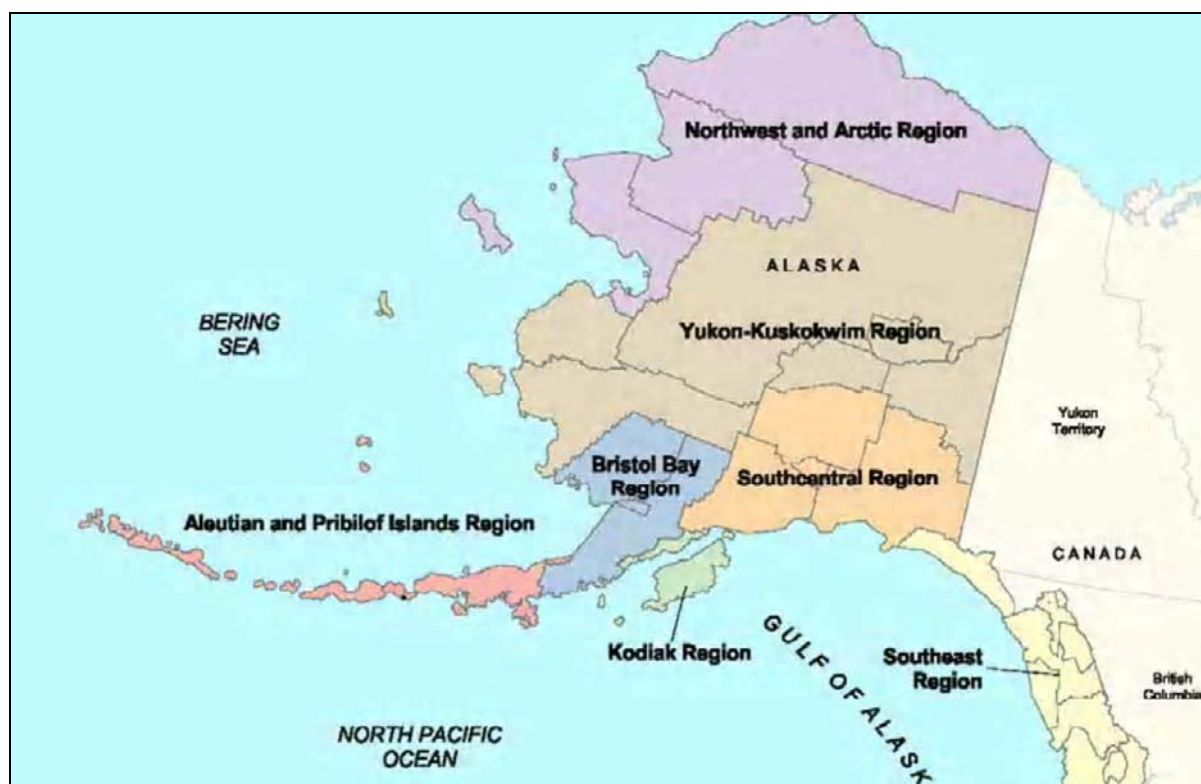 Northwest and Arctic Region
ALASKA
BERING
SEA
Yukon-Kuskokwim Region
Yukon
Territory
Bristol Bay
Region
Southcentral Region
Aleutian and Pribilof Islands Region
CANADA
Kodiak Region
GULF OF ALASK
Southeast
Region
British
Columbia
NORTH PACIFIC
OCEAN